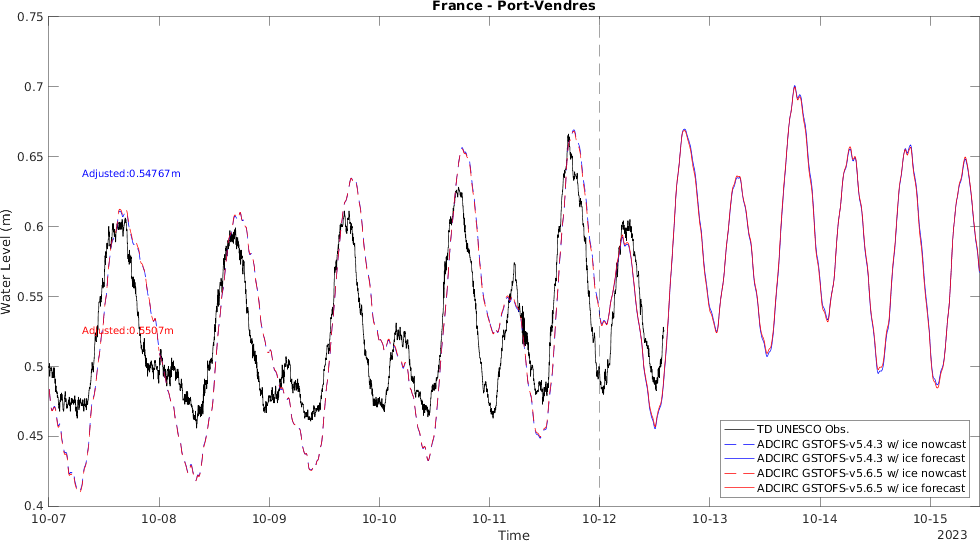 France - Port-Vendres
0.75
0.7
0.65
0.6
0.55
0.5
0.45
0.4
Water Level (m)
Adjusted:0.54767m
Adjusted:0.5507m
TD UNESCO Obs.
ADCIRC GSTOFS-v5.4.3 w/ ice nowcast
ADCIRC GSTOFS-v5.4.3 w/ ice forecast
ADCIRC GSTOFS-v5.6.5 w/ ice nowcast
ADCIRC GSTOFS-v5.6.5 w/ ice forecast
10-07 10-08 10-09 10-10 10-11 10-12 10-13 10-14 10-15
Time
2023